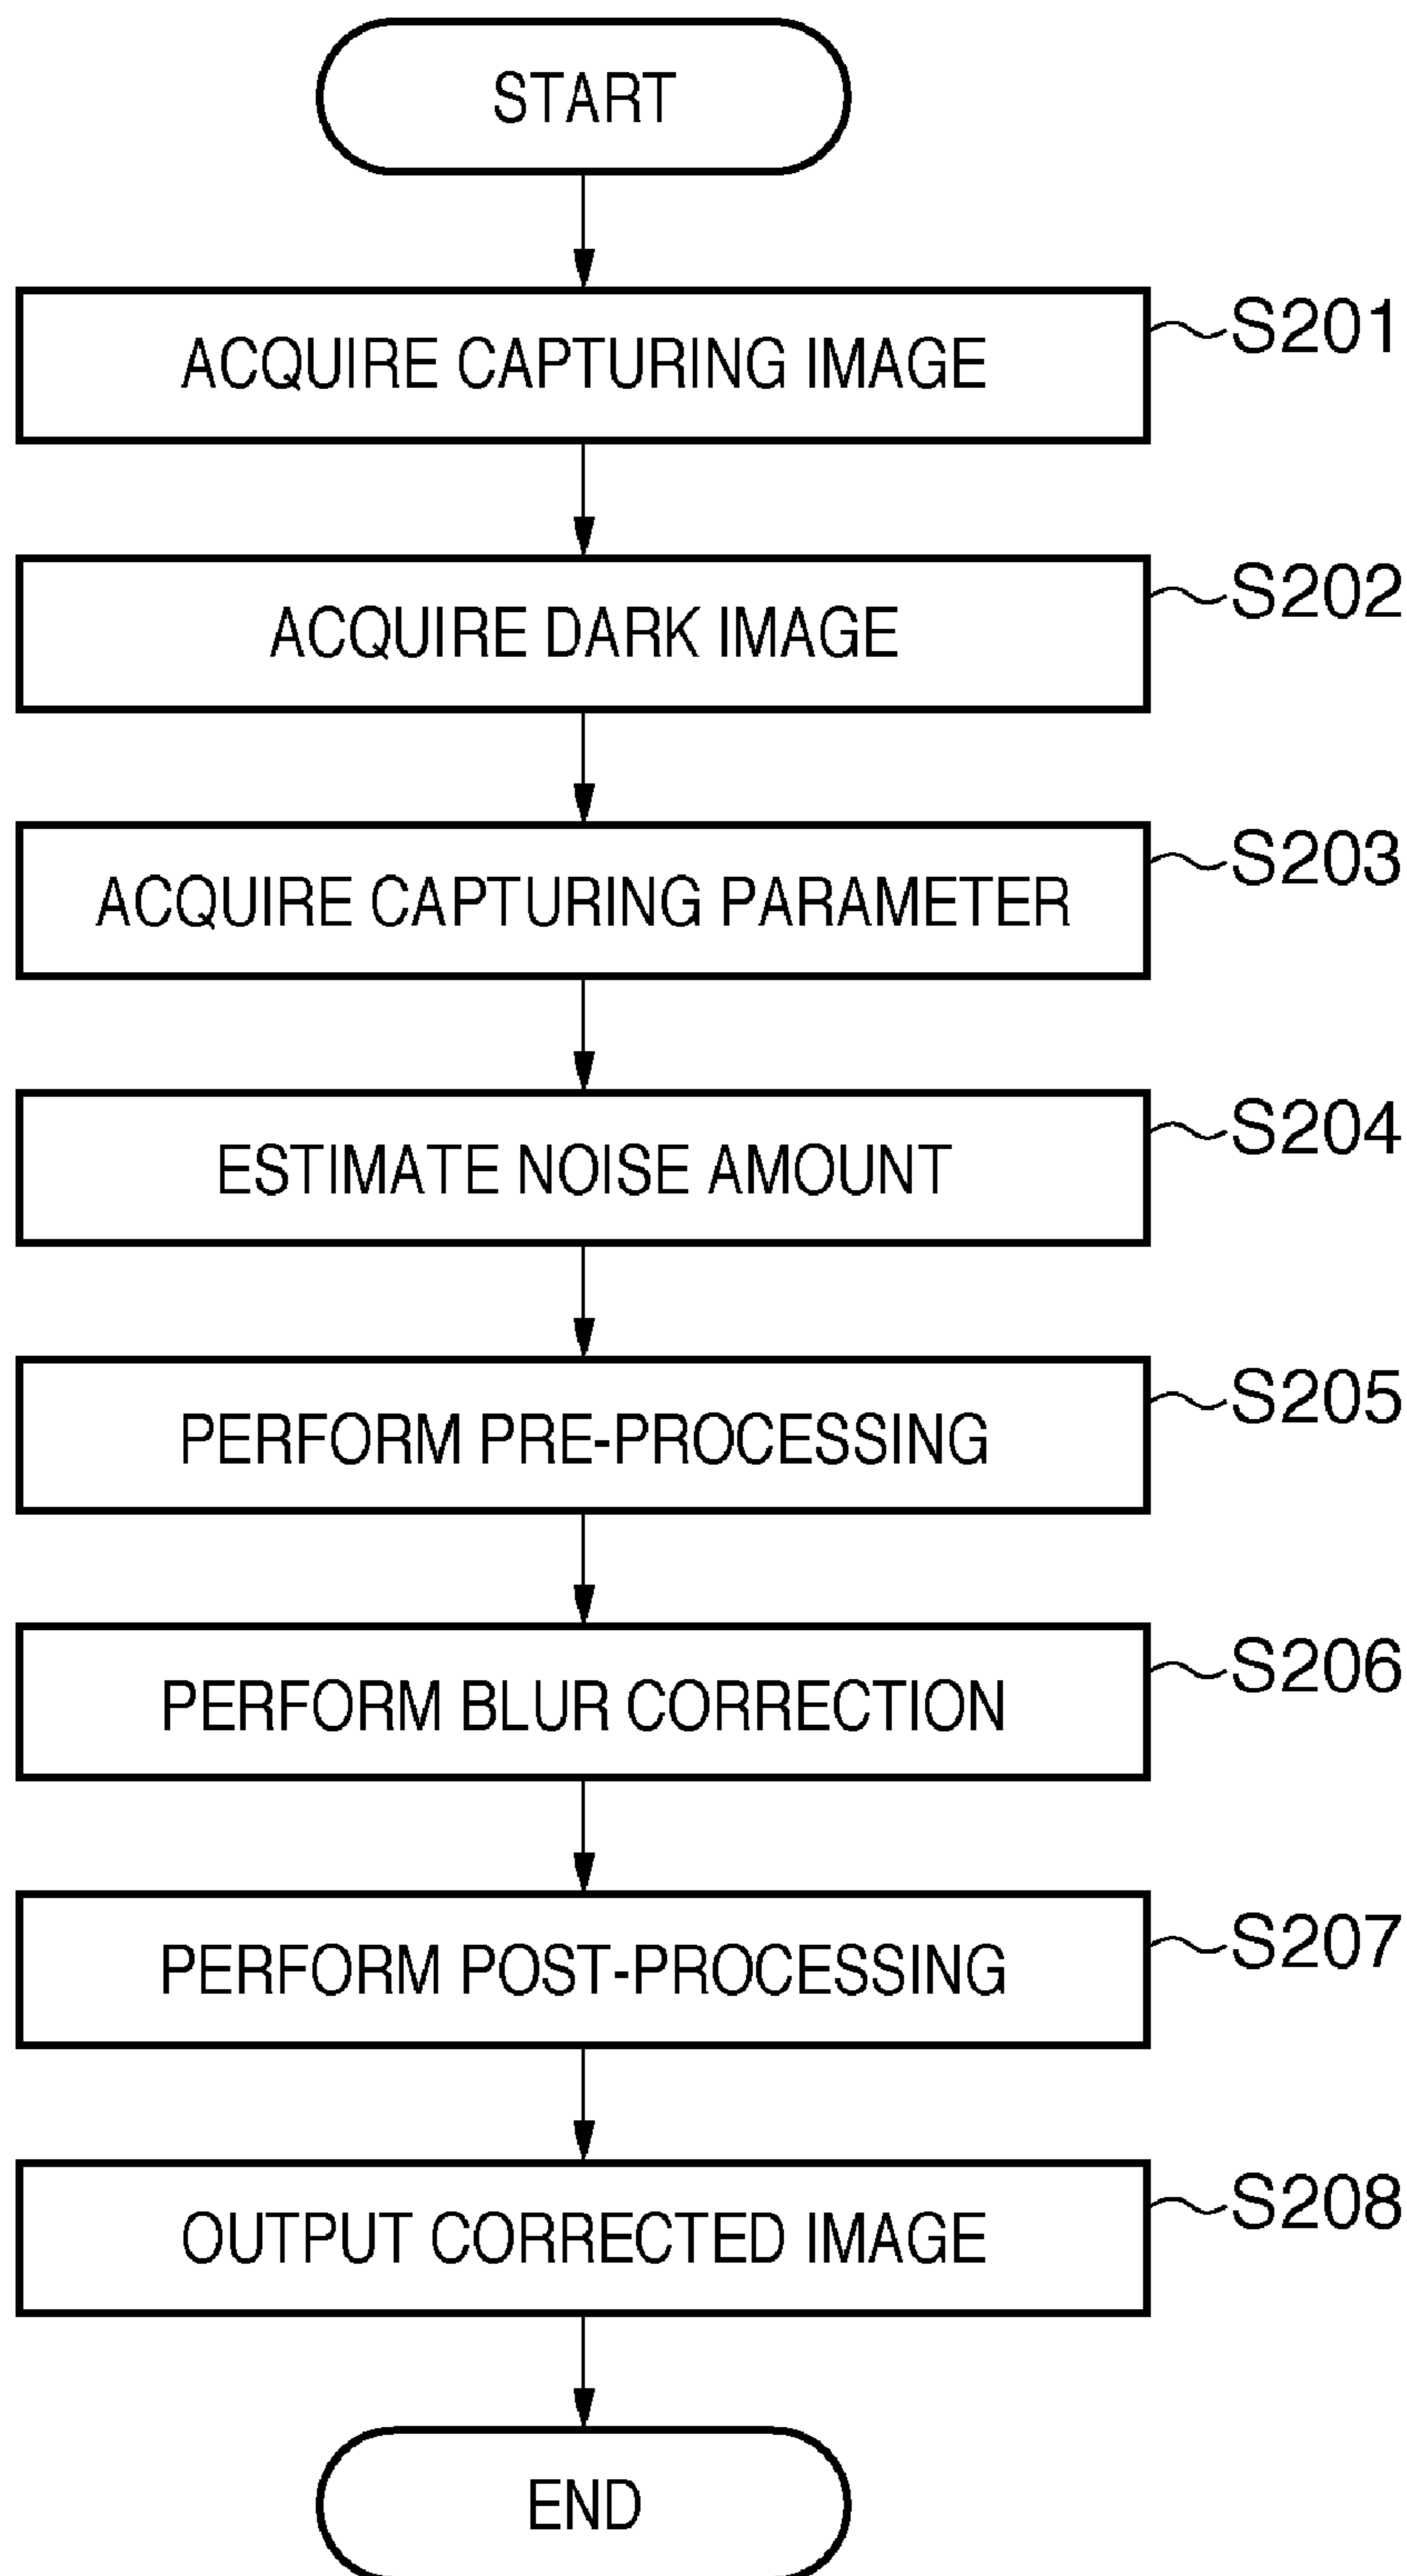 START
ACQUIRE CAPTURING IMAGE
S201
ACQUIRE DARK IMAGE
S202
ACQUIRE CAPTURING PARAMETER
S203
ESTIMATE NOISE AMOUNT
S204
PERFORM PRE-PROCESSING
S205
PERFORM BLUR CORRECTION
S206
PERFORM POST-PROCESSING
S207
OUTPUT CORRECTED IMAGE
S208
END